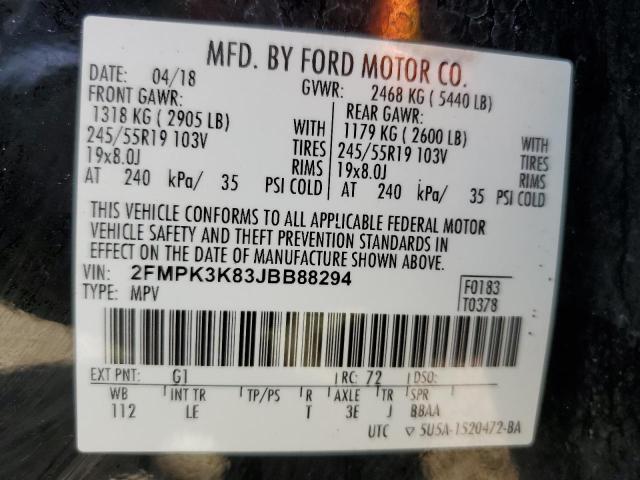 MFD. BY FORD MOTOR CO.
DATE: 04/18 GVWR: 2468 KG ( 5440 LB)
FRONT GAWR: REAR GAWR:
1318 KG ( 2905 LB) WITH 1179 KG ( 2600 LB) WITH
245/55R19 103V TIRES 245/55R19 103V TIRES
19x8.0J RIMS 19x8.0J RIMS
AT 240 kPa/ 35 PSI COLD AT 240 kPa/ 35 PSI COLD
THIS VEHICLE CONFORMS TO ALL APPLICABLE FEDERAL MOTOR
VEHICLE SAFETY AND THEFT PREVENTION STANDARDS IN
EFFECT ON THE DATE OF MANUFACTURE SHOWN ABOVE.
VIN: 2FMPK3K83JBB88294 F0183
TYPE: MPV T0378
EXT PNT: G1 RC: 72 DSO:
WB INT TR TP/PS R AXLE TR SPR
112 LE T 3E J BBAA
UTC ▽ 5U5A-1520472-BA